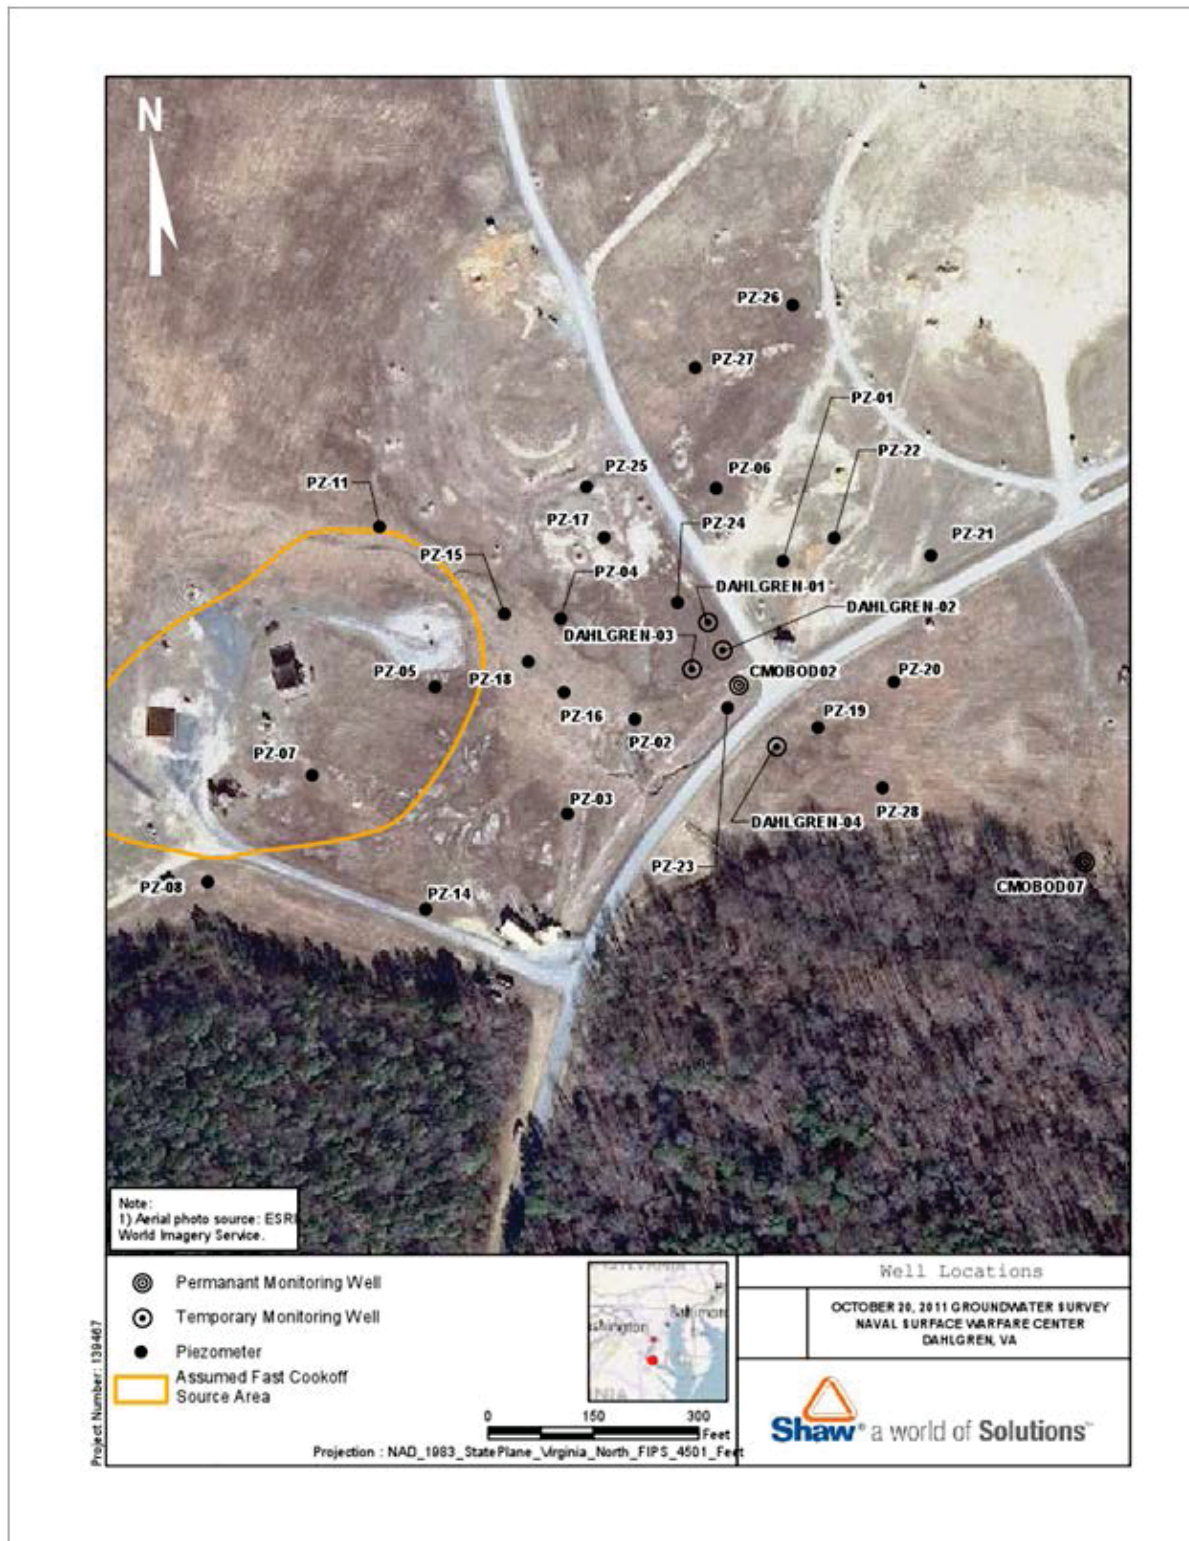 N
PZ-26
PZ-27
PZ-01
PZ-22
PZ-25
PZ-06
PZ-11
PZ-17
PZ-24
PZ-21
PZ-15
PZ-04
DAHLGREN-01
DAHLGREN-02
DAHLGREN-03
PZ-05
PZ-18
CMOBOD02
PZ-20
PZ-16
PZ-19
PZ-02
PZ-07
PZ-03
PZ-28
DAHLGREN-04
PZ-23
PZ-08
PZ-14
CMOBOD07
Note:
1) Aerial photo source: ESRI
World Imagery Service.
Permanant Monitoring Well
Temporary Monitoring Well
Piezometer
Assumed Fast Cookoff
Source Area
0 150 300
Feet
Projection : NAD_1983_StatePlane_Virginia_North_FIPS_4501_Feet
Project Number: 139467
Well Locations
OCTOBER 20, 2011 GROUNDWATER SURVEY
NAVAL SURFACE WARFARE CENTER
DAHLGREN, VA
Shaw® a world of Solutions™